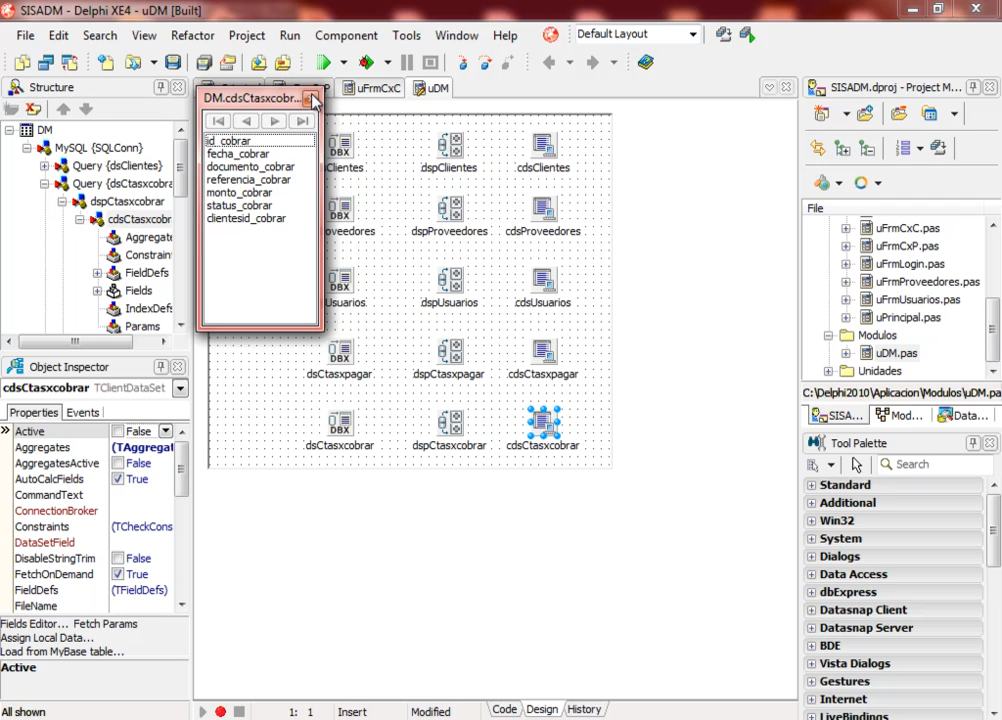 SISADM - Delphi XE4 - uDM [Built]
File Edit Search View Refactor Project Run Component Tools Window Help
Default Layout
Structure
DM
MySQL {SQLConn}
Query {dsClientes}
Query {dsCtasxcobra
dspCtasxcobrar
cdsCtasxcobr
Aggregate
Constrain
FieldDefs
Fields
IndexDefs
Params
Object Inspector
cdsCtasxcobrar TClientDataSet
Properties Events
Active False
Aggregates (TAggregat
AggregatesActive False
AutoCalcFields True
CommandText
ConnectionBroker
Constraints (TCheckCons
DataSetField
DisableStringTrim False
FetchOnDemand True
FieldDefs (TFieldDefs)
FileName
Fields Editor... Fetch Params
Assign Local Data...
Load from MyBase table...
Active
All shown
P uFrmCxC uDM
DM.cdsCtasxcobr...
id_cobrar
fecha_cobrar
documento_cobrar
referencia_cobrar
monto_cobrar
status_cobrar
clientesid_cobrar
DBX
Clientes dspClientes cdsClientes
DBX
oveedores dspProveedores cdsProveedores
DBX
Usuarios dspUsuarios cdsUsuarios
DBX
dsCtasxpagar dspCtasxpagar cdsCtasxpagar
DBX
dsCtasxcobrar dspCtasxcobrar cdsCtasxcobrar
1: 1 Insert Modified Code Design History
SISADM.dproj - Project M...
File
uFrmCxC.pas
uFrmCxP.pas
uFrmLogin.pas
uFrmProveedores.pas
uFrmUsuarios.pas
uPrincipal.pas
Modulos
uDM.pas
Unidades
C:\Delphi2010\Aplicacion\Modulos\uDM.pas
SISA... Mod... Data...
Tool Palette
Search
Standard
Additional
Win32
System
Dialogs
Data Access
dbExpress
Datasnap Client
Datasnap Server
BDE
Vista Dialogs
Gestures
Internet
LiveBindings